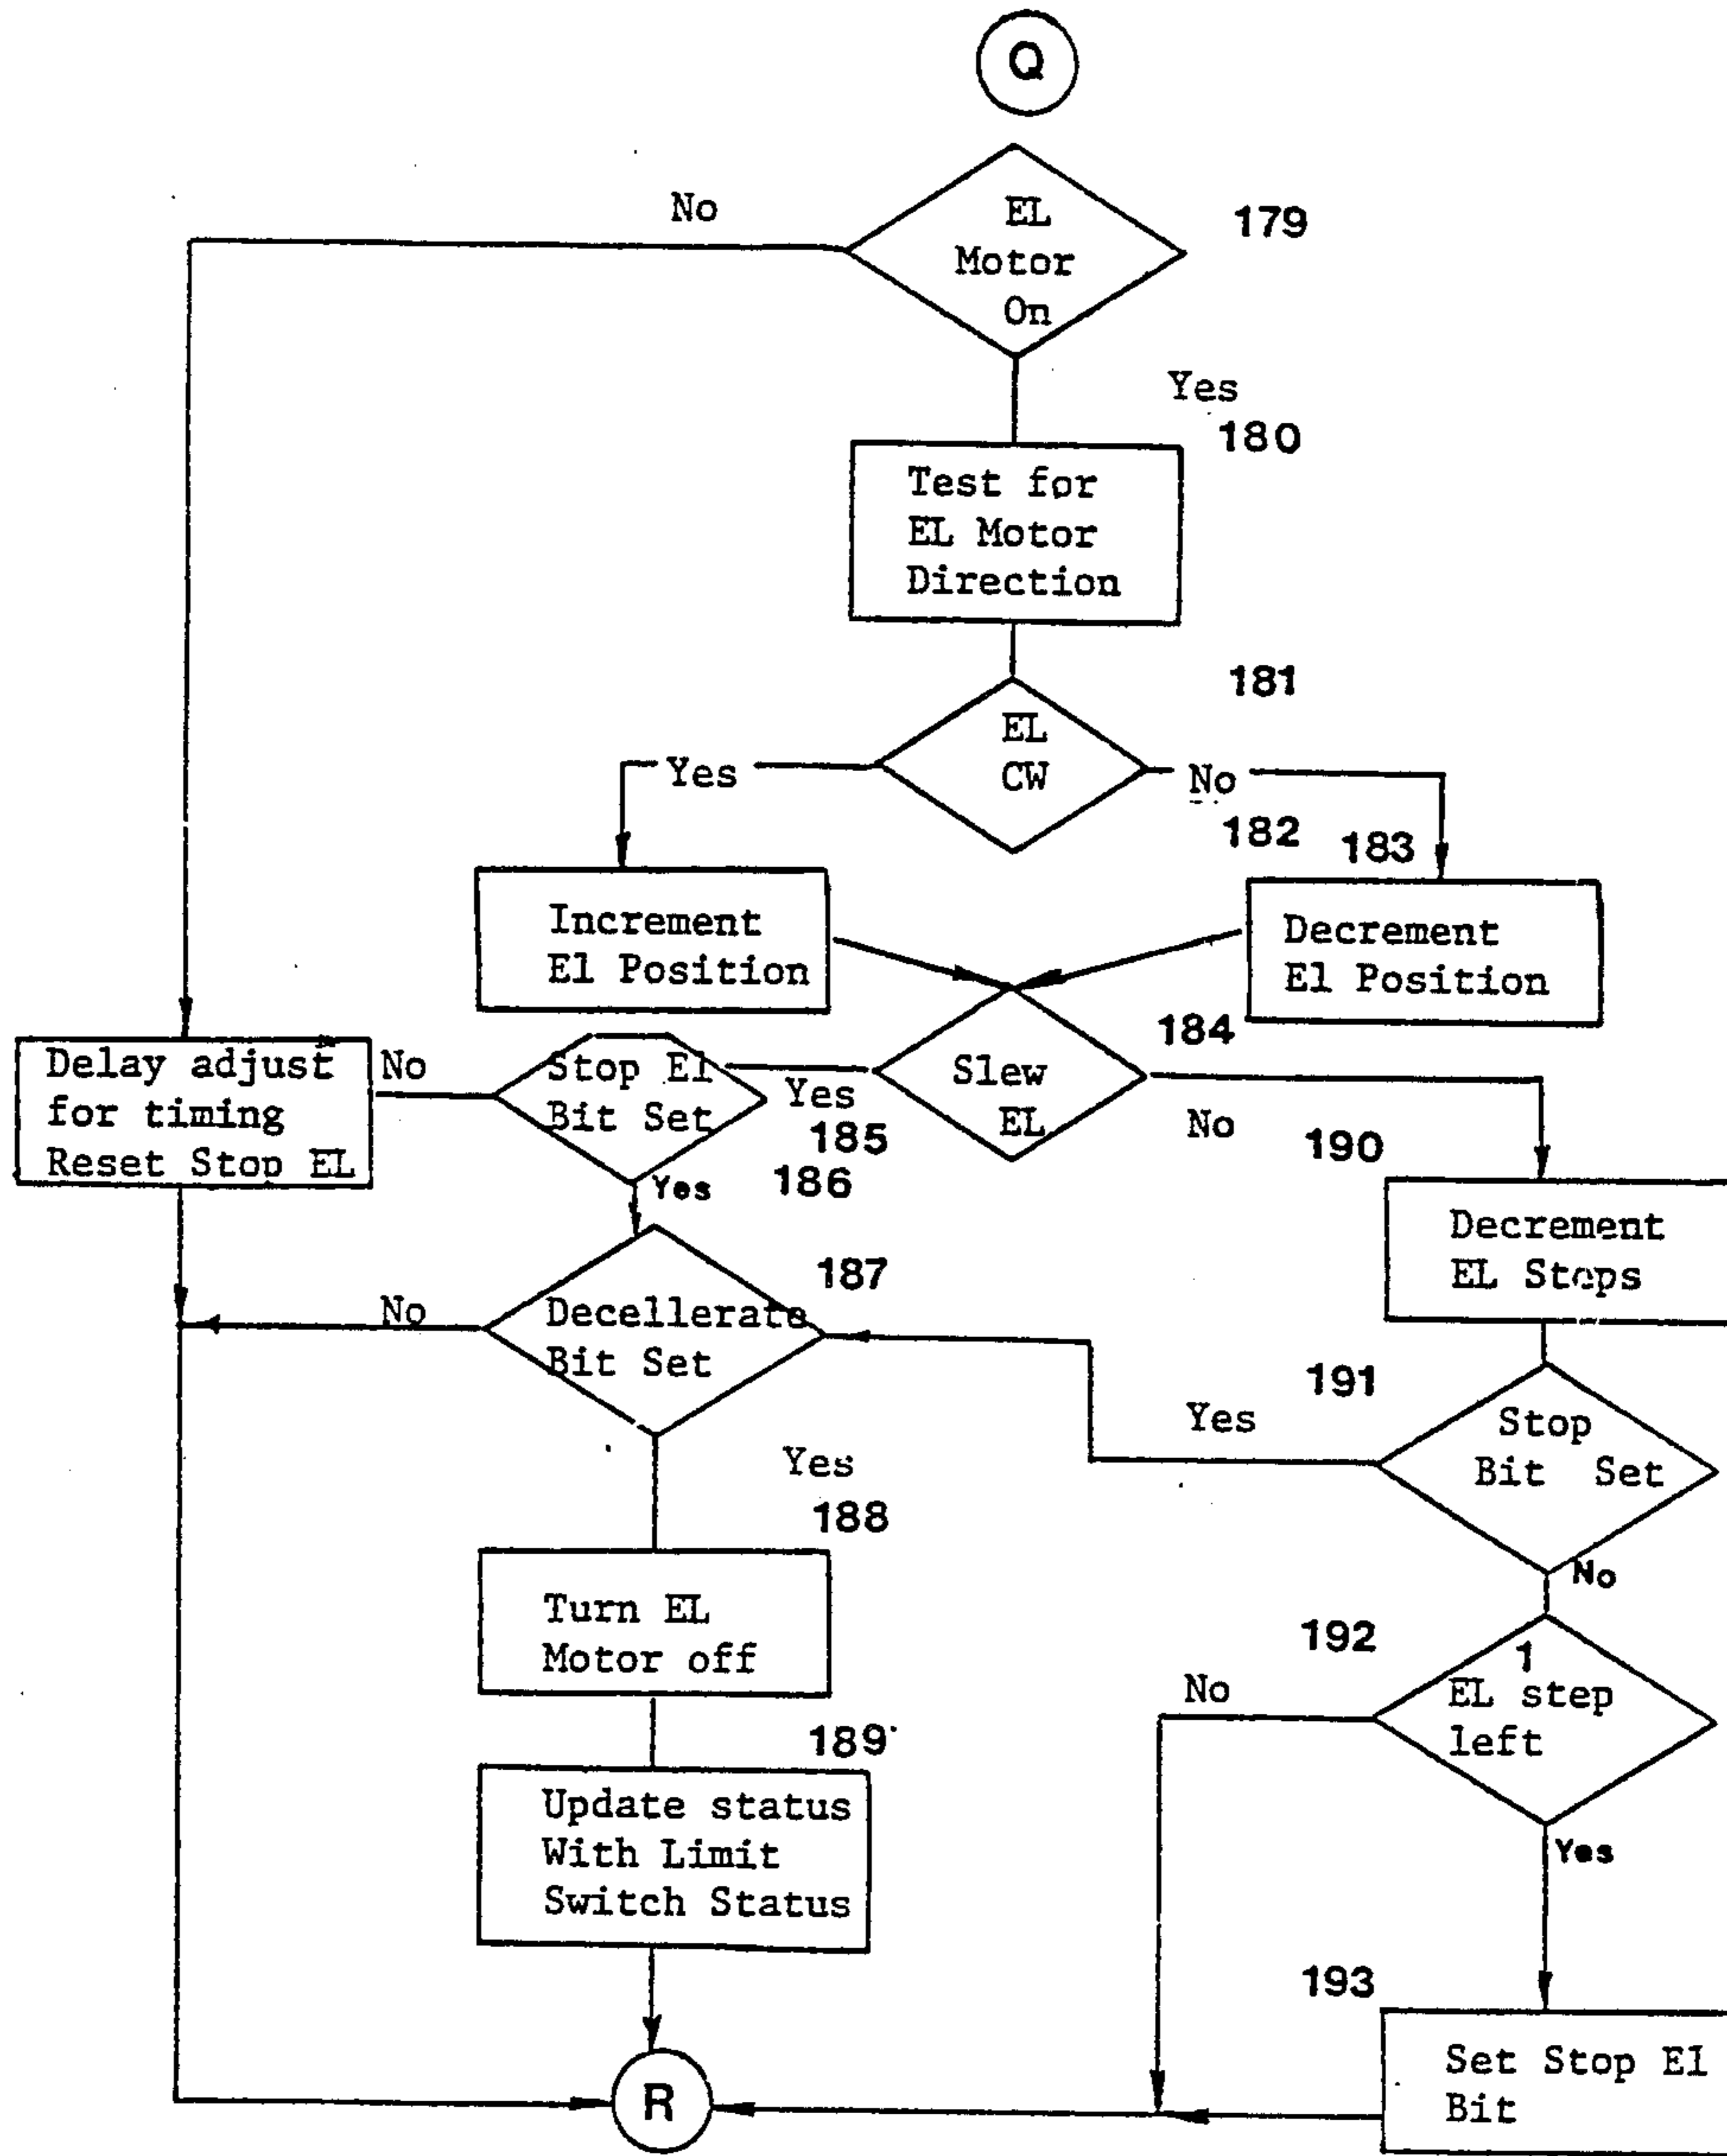 Q
No
EL
Motor
On
179
Yes
180
Test for
EL Motor
Direction
181
EL
CW
Yes
No
182
183
Increment
El Position
Decrement
El Position
184
Slew
EL
Delay adjust
for timing
Reset Stop EL
No
Stop El
Bit Set
Yes
185
186
Yes
No
190
Decrement
EL Steps
187
No
Decellerate
Bit Set
191
Yes
Stop
Bit Set
Yes
188
No
Turn EL
Motor off
192
1
EL step
left
No
189
Update status
With Limit
Switch Status
Yes
193
Set Stop El
Bit
R